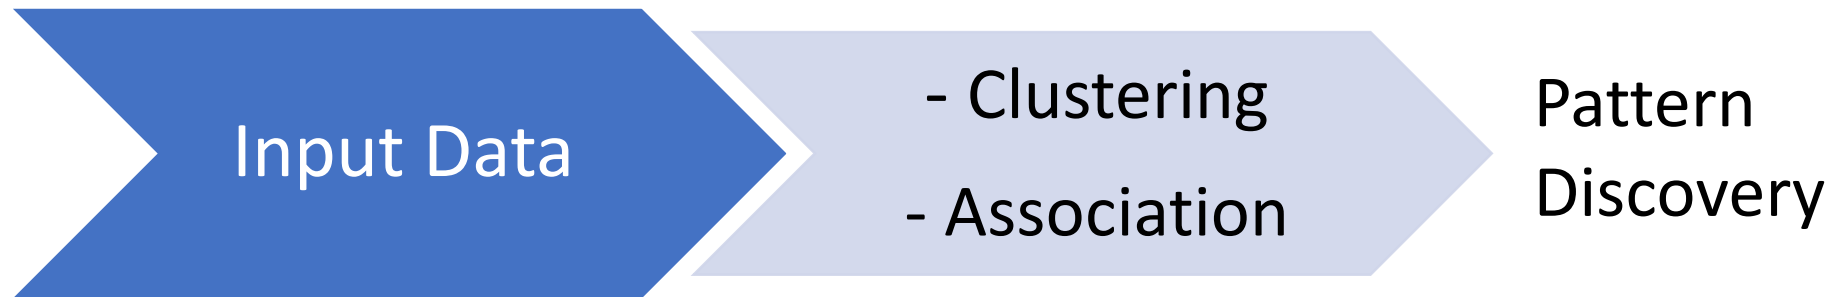 Input Data
- Clustering
- Association
Pattern
Discovery